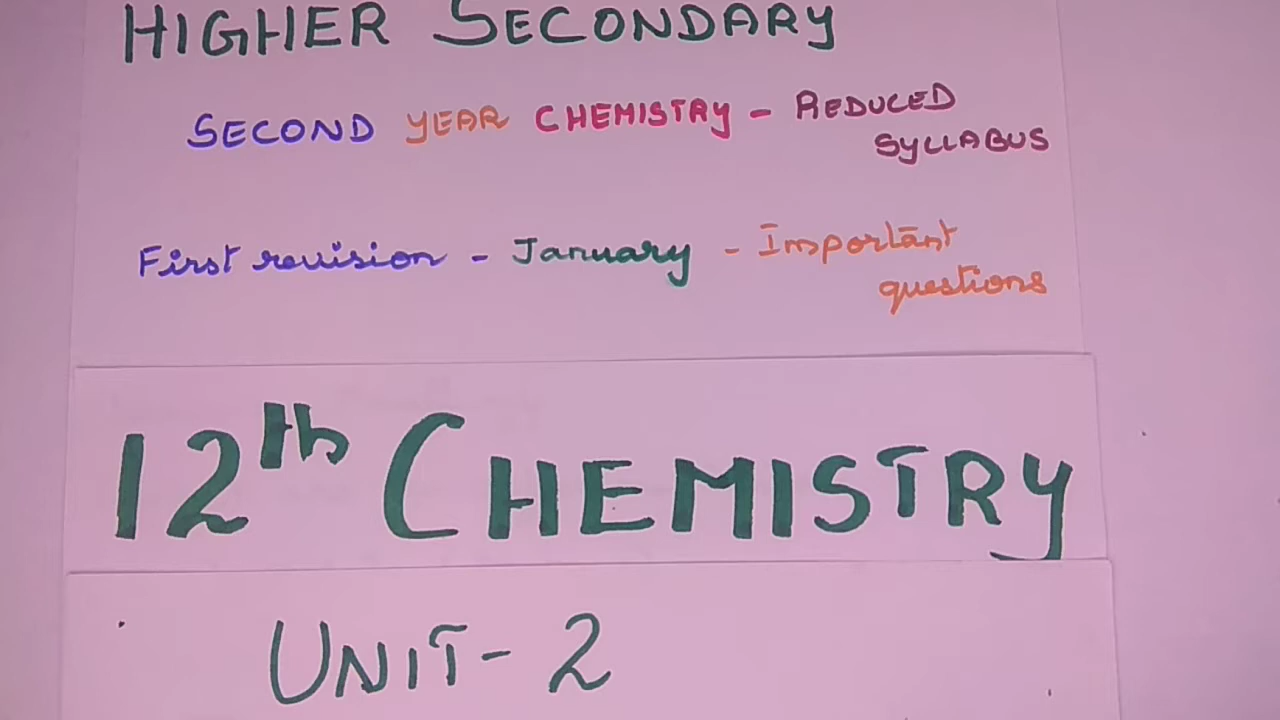 HIGHER SECONDARY
SECOND YEAR CHEMISTRY - REDUCED
SYLLABUS
First revision - January - Important
questions
12th CHEMISTRY
UNIT - 2